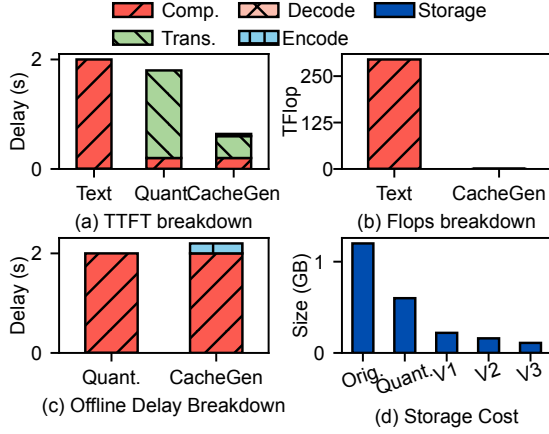 Comp. Decode Storage
Trans. Encode
Delay (s)
2
0
Text Quant. CacheGen
(a) TTFT breakdown
TFlop
250
125
0
Text CacheGen
(b) Flops breakdown
Delay (s)
2
0
Quant. CacheGen
(c) Offline Delay Breakdown
Size (GB)
1
0
Orig. Quant. V1 V2 V3
(d) Storage Cost